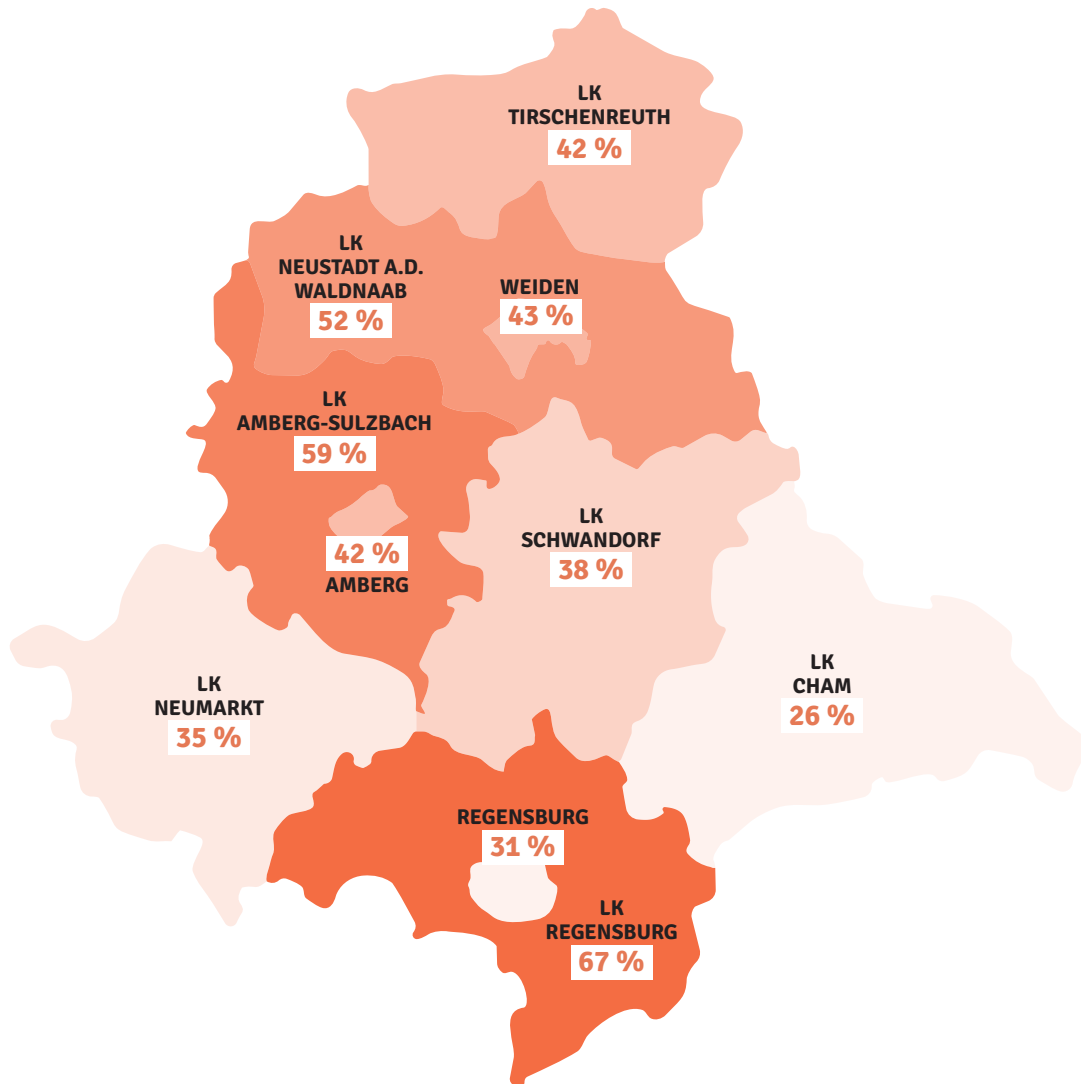 LK
TIRSCHENREUTH
42 %
LK
NEUSTADT A.D.
WALDNAAB
52 %
WEIDEN
43 %
LK
AMBERG-SULZBACH
59 %
42 %
AMBERG
LK
SCHWANDORF
38 %
LK
NEUMARKT
35 %
LK
CHAM
26 %
REGENSBURG
31 %
LK
REGENSBURG
67 %